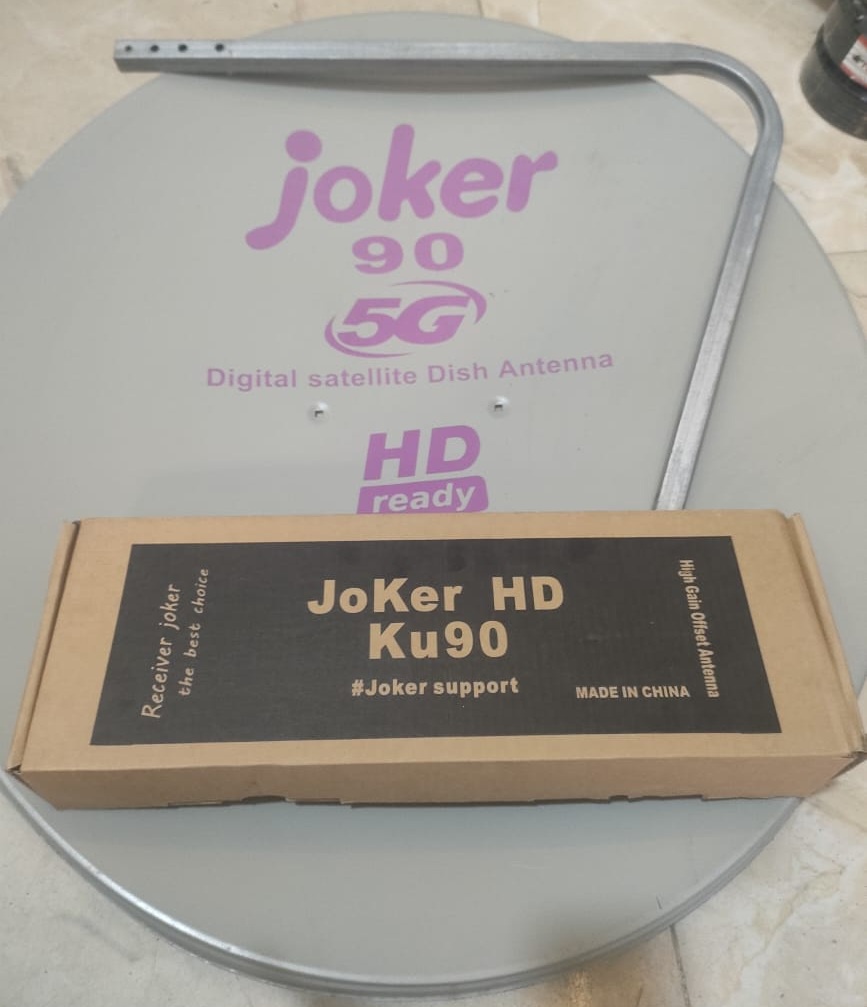 joker
90
5G
Digital satellite Dish Antenna
HD
ready
Receiver joker
the best choice
JoKer HD
Ku90
#Joker support
MADE IN CHINA
High Gain Offset Antenna